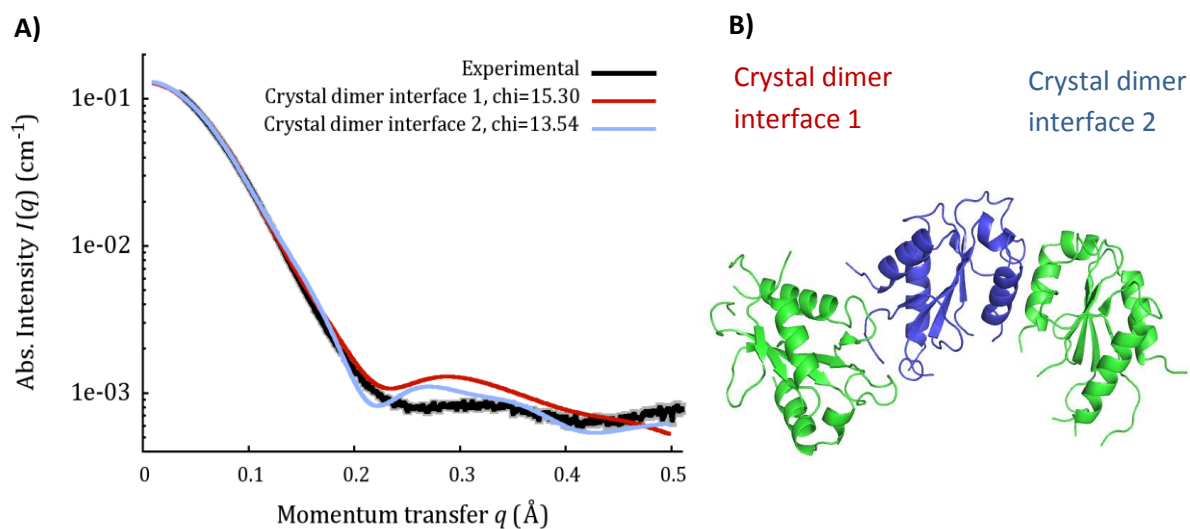 A)
Experimental
Crystal dimer interface 1, chi=15.30
Crystal dimer interface 2, chi=13.54
1e-01
1e-02
1e-03
Abs. Intensity I(q) (cm⁻¹)
0 0.1 0.2 0.3 0.4 0.5
Momentum transfer q (Å)
B)
Crystal dimer
interface 1
Crystal dimer
interface 2